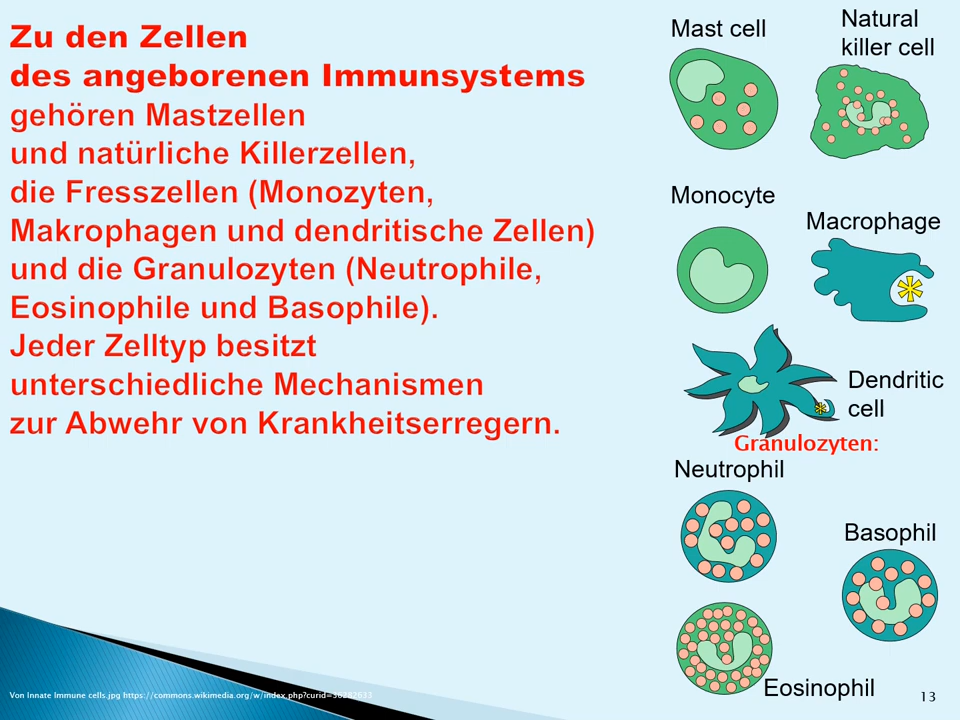 Zu den Zellen
des angeborenen Immunsystems
gehören Mastzellen
und natürliche Killerzellen,
die Fresszellen (Monozyten,
Makrophagen und dendritische Zellen)
und die Granulozyten (Neutrophile,
Eosinophile und Basophile).
Jeder Zelltyp besitzt
unterschiedliche Mechanismen
zur Abwehr von Krankheitserregern.
Mast cell
Natural
killer cell
Monocyte
Macrophage
Dendritic
cell
Granulozyten:
Neutrophil
Basophil
Eosinophil
Von Innate Immune cells.jpg https://commons.wikimedia.org/w/index.php?curid=
13